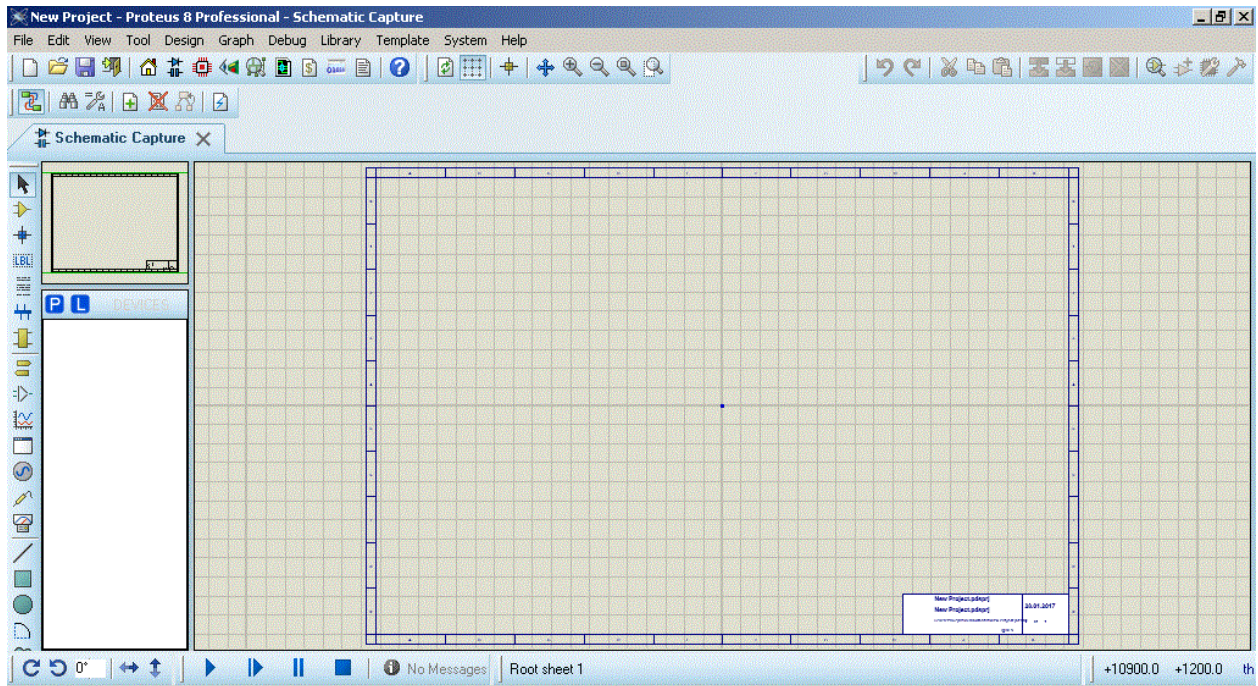 New Project - Proteus 8 Professional - Schematic Capture
File Edit View Tool Design Graph Debug Library Template System Help
Schematic Capture
LBL
P L DEVICES
New Project.pdsprj
New Project.pdsprj
20.01.2017
0°
No Messages
Root sheet 1
+10900.0 +1200.0 th